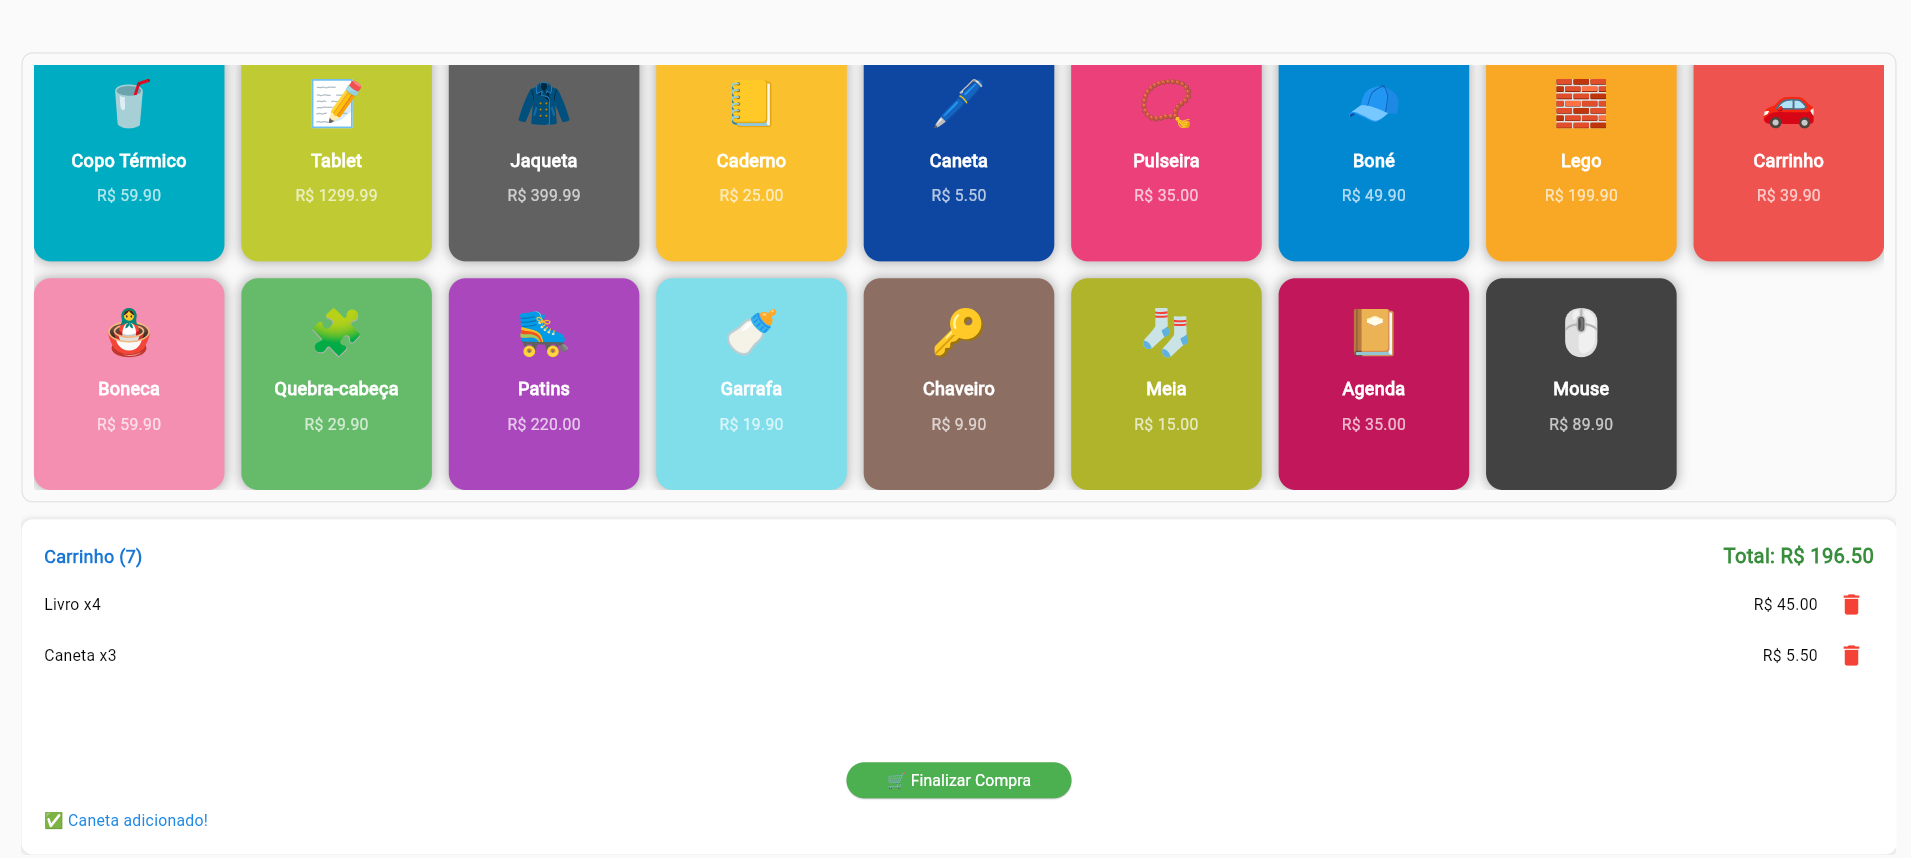 Copo Térmico
R$ 59.90
Tablet
R$ 1299.99
Jaqueta
R$ 399.99
Caderno
R$ 25.00
Caneta
R$ 5.50
Pulseira
R$ 35.00
Boné
R$ 49.90
Lego
R$ 199.90
Carrinho
R$ 39.90
Boneca
R$ 59.90
Quebra-cabeça
R$ 29.90
Patins
R$ 220.00
Garrafa
R$ 19.90
Chaveiro
R$ 9.90
Meia
R$ 15.00
Agenda
R$ 35.00
Mouse
R$ 89.90
Carrinho (7)
Total: R$ 196.50
Livro x4
R$ 45.00
Caneta x3
R$ 5.50
🛒 Finalizar Compra
✅ Caneta adicionado!